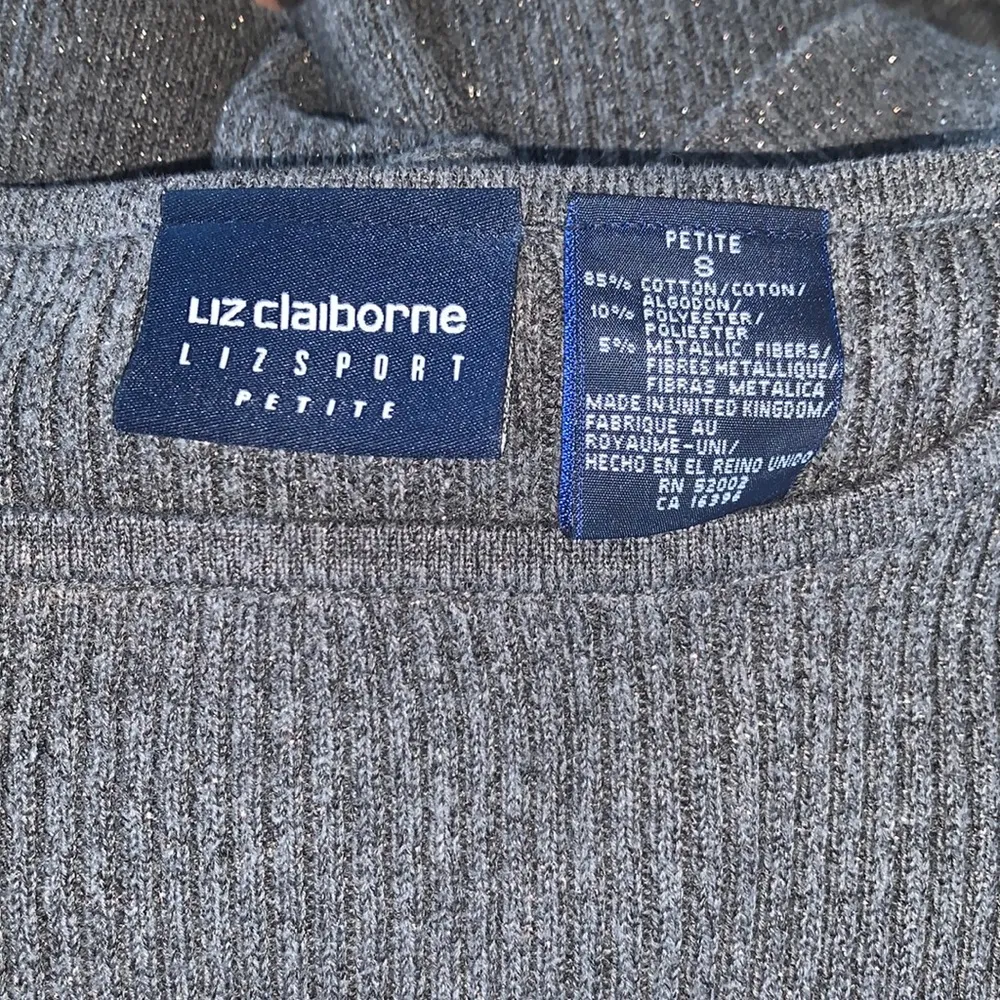 Liz claiborne
LIZSPORT
PETITE
PETITE
S
85% COTTON/COTON/
ALGODON/
10% POLYESTER/
POLIESTER
5% METALLIC FIBERS/
FIBRES METALLIQUE/
FIBRAS METALICA
MADE IN UNITED KINGDOM/
FABRIQUE AU
ROYAUME-UNI/
HECHO EN EL REINO UNIDO
RN 52002
CA 16396